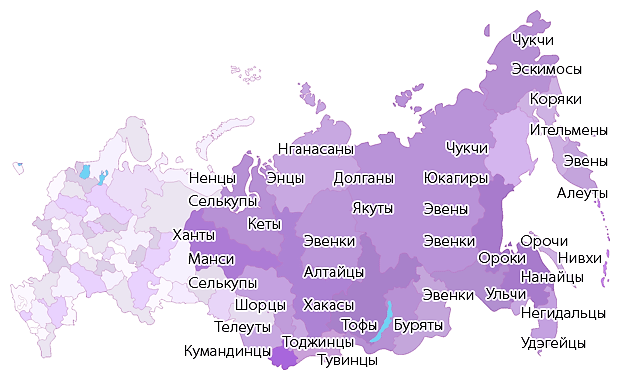 Чукчи
Эскимосы
Коряки
Ительмены
Нганасаны
Чукчи
Эвены
Ненцы
Энцы
Долганы
Юкагиры
Алеуты
Селькупы
Якуты
Эвены
Кеты
Ханты
Эвенки
Эвенки
Орочи
Манси
Ороки
Нивхи
Алтайцы
Нанайцы
Селькупы
Эвенки
Ульчи
Шорцы
Хакасы
Негидальцы
Телеуты
Тофы
Буряты
Тоджинцы
Удэгейцы
Кумандинцы
Тувинцы